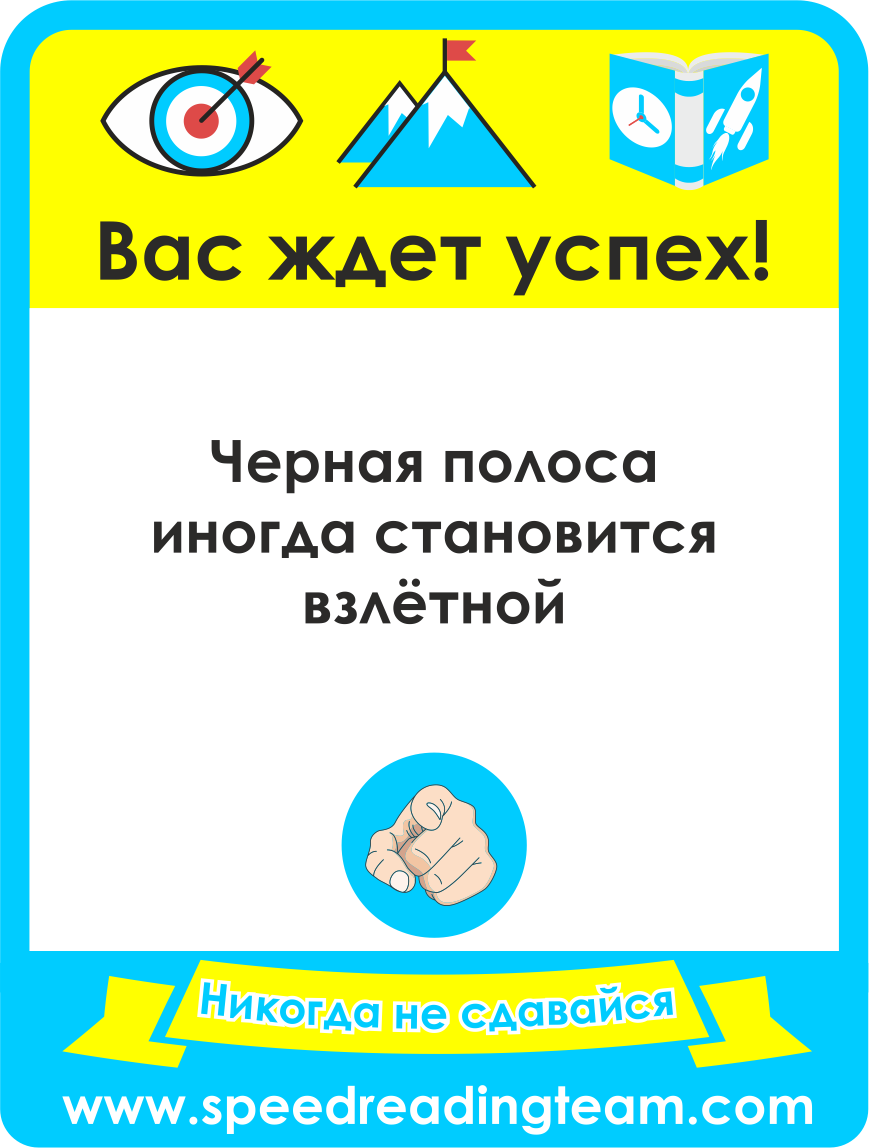 Вас ждет успех!
Черная полоса
иногда становится
взлётной
Никогда не сдавайся
www.speedreadingteam.com